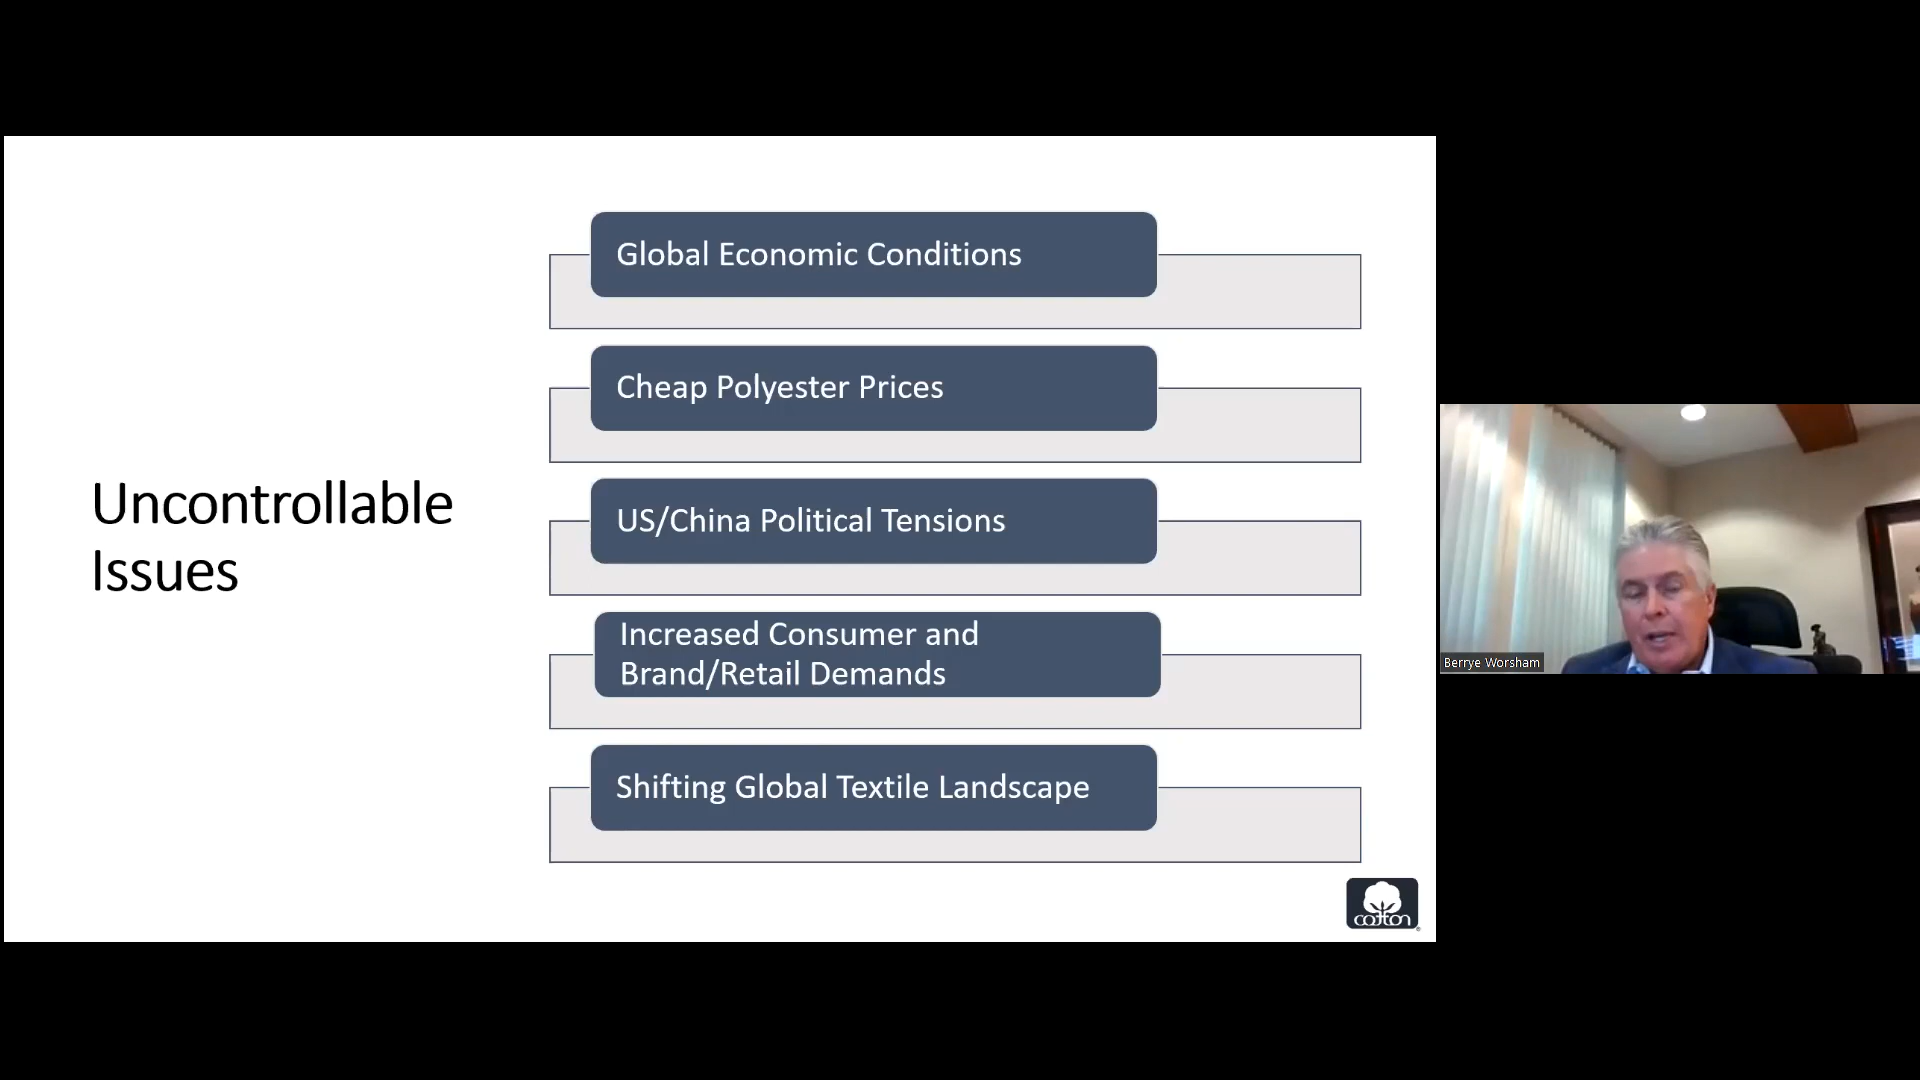 Uncontrollable
Issues
Global Economic Conditions
Cheap Polyester Prices
US/China Political Tensions
Increased Consumer and
Brand/Retail Demands
Shifting Global Textile Landscape
cotton
Berrye Worsham